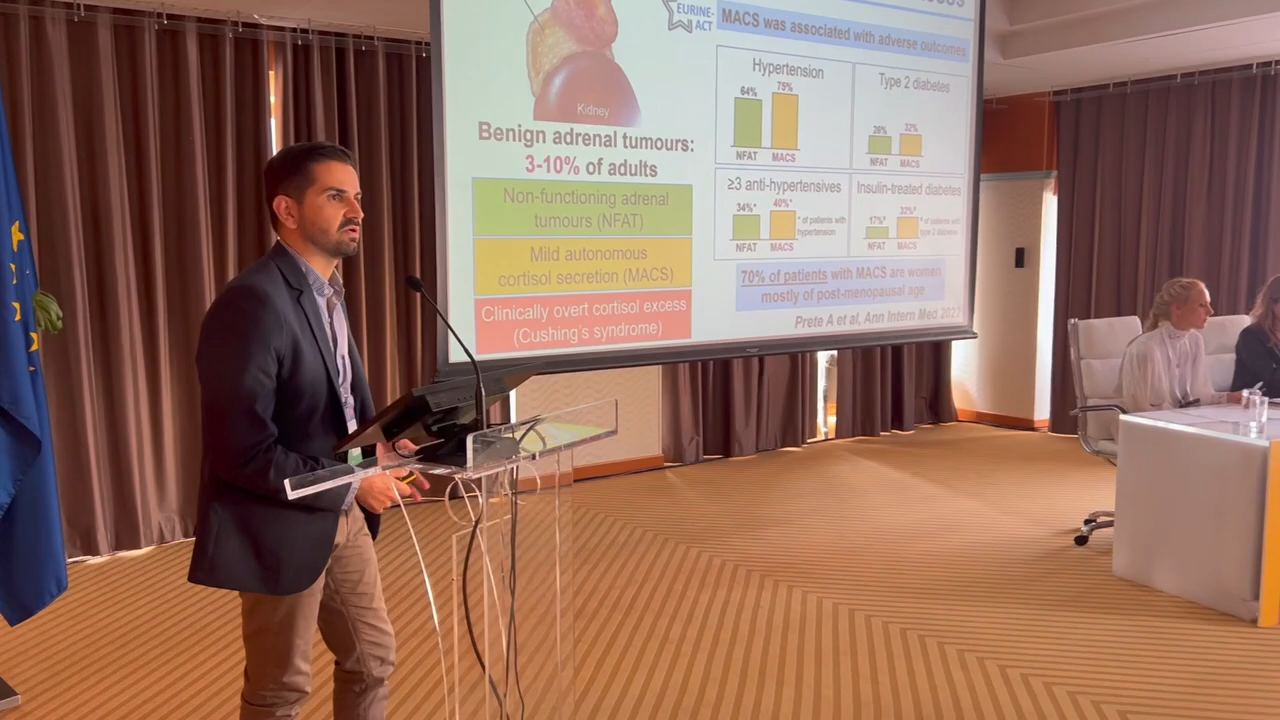 EURINE-
ACT
MACS was associated with adverse outcomes
Kidney
Benign adrenal tumours:
3-10% of adults
Non-functioning adrenal
tumours (NFAT)
Mild autonomous
cortisol secretion (MACS)
Clinically overt cortisol excess
(Cushing's syndrome)
Hypertension
64%
75%
NFAT
MACS
Type 2 diabetes
26%
32%
NFAT
MACS
≥3 anti-hypertensives
34%*
40%*
* of patients with
hypertension
NFAT
MACS
Insulin-treated diabetes
17%
32%
of patients with
type 2 diabetes
NFAT
MACS
70% of patients with MACS are women
mostly of post-menopausal age
Prete A et al, Ann Intern Med 2022